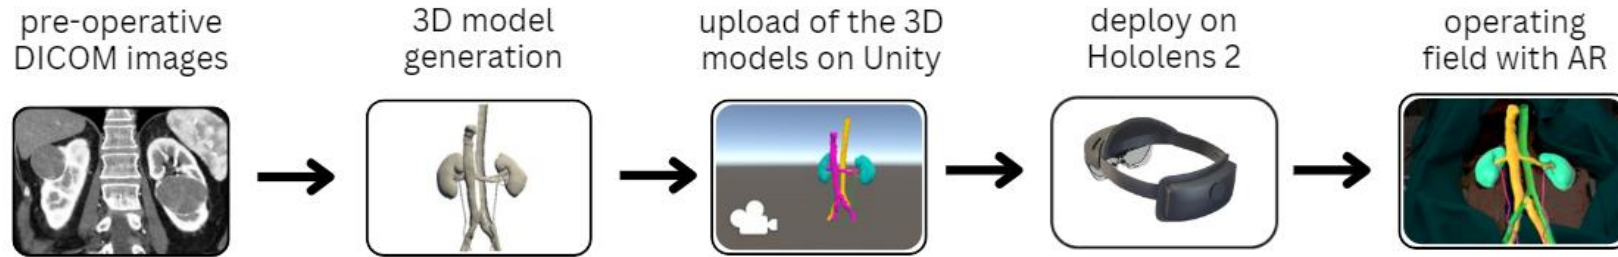 pre-operative
DICOM images
3D model
generation
upload of the 3D
models on Unity
deploy on
Hololens 2
operating
field with AR